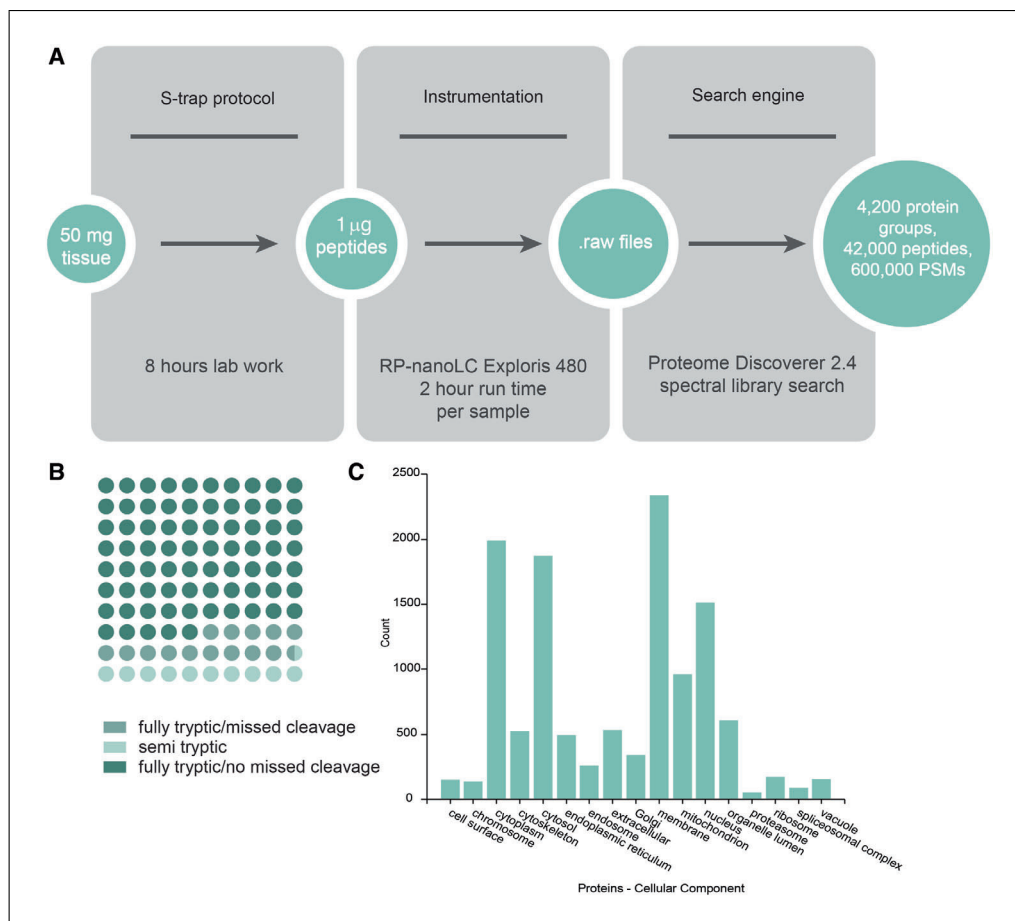 A
S-trap protocol
Instrumentation
Search engine
50 mg
tissue
1 μg
peptides
.raw files
4,200 protein
groups,
42,000 peptides,
600,000 PSMs
8 hours lab work
RP-nanoLC Exploris 480
2 hour run time
per sample
Proteome Discoverer 2.4
spectral library search
B
fully tryptic/missed cleavage
semi tryptic
fully tryptic/no missed cleavage
C
2500
2000
1500
1000
500
0
Count
cell surface
chromosome
cytoplasm
cytoskeleton
cytosol
endoplasmic reticulum
endosome
extracellular
Golgi
membrane
mitochondrion
nucleus
organelle lumen
proteasome
ribosome
spliceosomal complex
vacuole
Proteins - Cellular Component